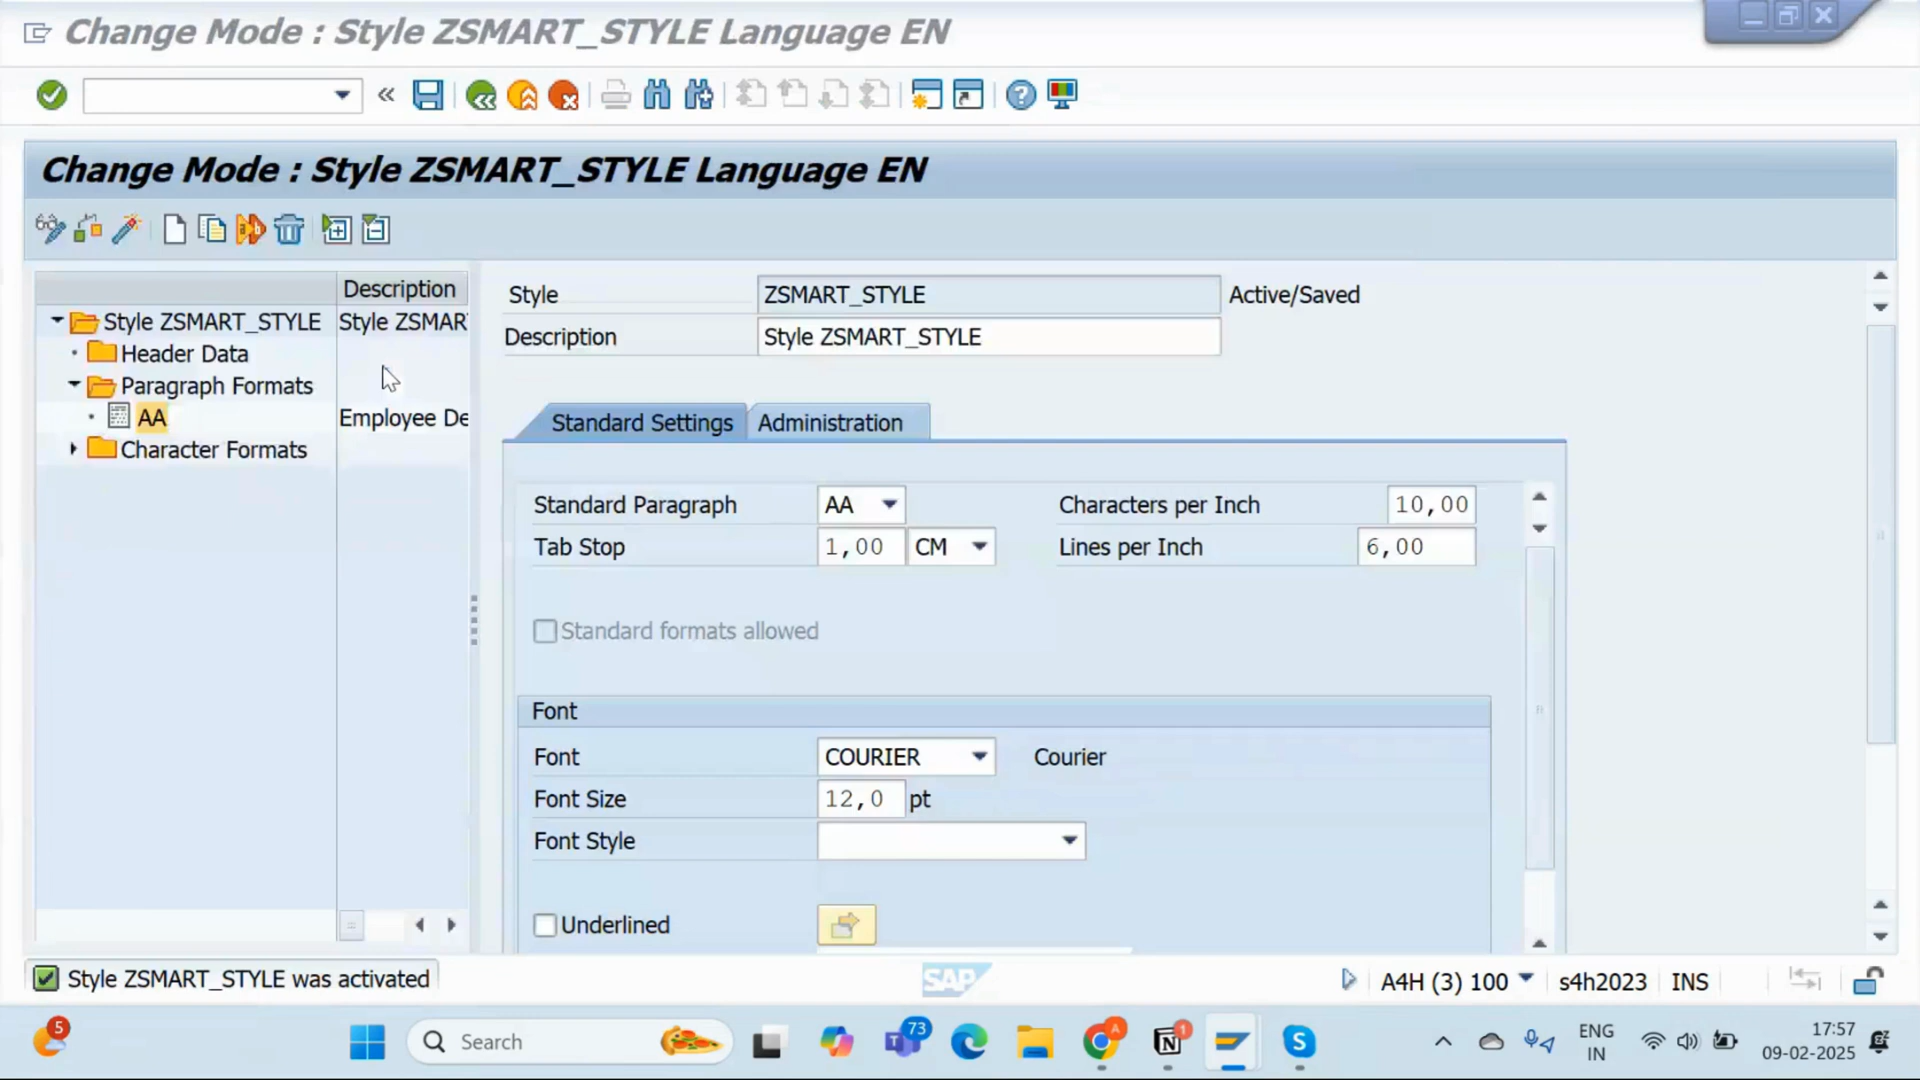 Change Mode : Style ZSMART_STYLE Language EN
Change Mode : Style ZSMART_STYLE Language EN
Description
Style ZSMART_STYLE Style ZSMAR
Header Data
Paragraph Formats
AA Employee De
Character Formats
Style ZSMART_STYLE Active/Saved
Description Style ZSMART_STYLE
Standard Settings Administration
Standard Paragraph AA Characters per Inch 10,00
Tab Stop 1,00 CM Lines per Inch 6,00
Standard formats allowed
Font
Font COURIER Courier
Font Size 12,0 pt
Font Style
Underlined
Style ZSMART_STYLE was activated SAP A4H (3) 100 s4h2023 INS
5 Search 73 A 1 N S ENG 17:57
IN 09-02-2025